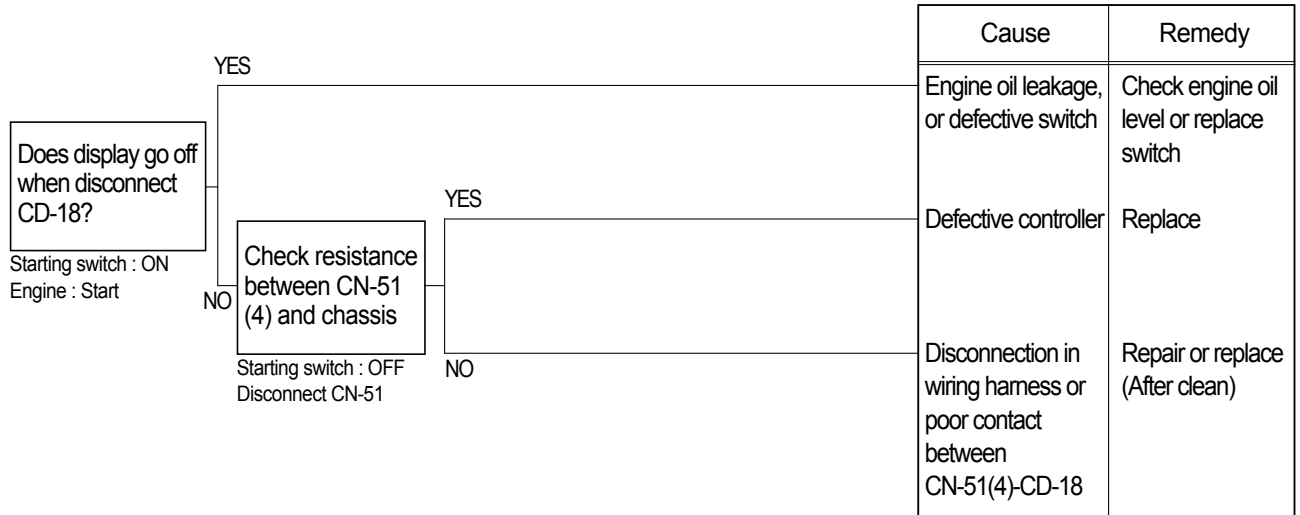 Cause
Remedy
YES
Engine oil leakage,
or defective switch
Check engine oil
level or replace
switch
Does display go off
when disconnect
CD-18?
Starting switch : ON
Engine : Start
YES
Defective controller
Replace
NO
Check resistance
between CN-51
(4) and chassis
Starting switch : OFF
Disconnect CN-51
NO
Disconnection in
wiring harness or
poor contact
between
CN-51(4)-CD-18
Repair or replace
(After clean)